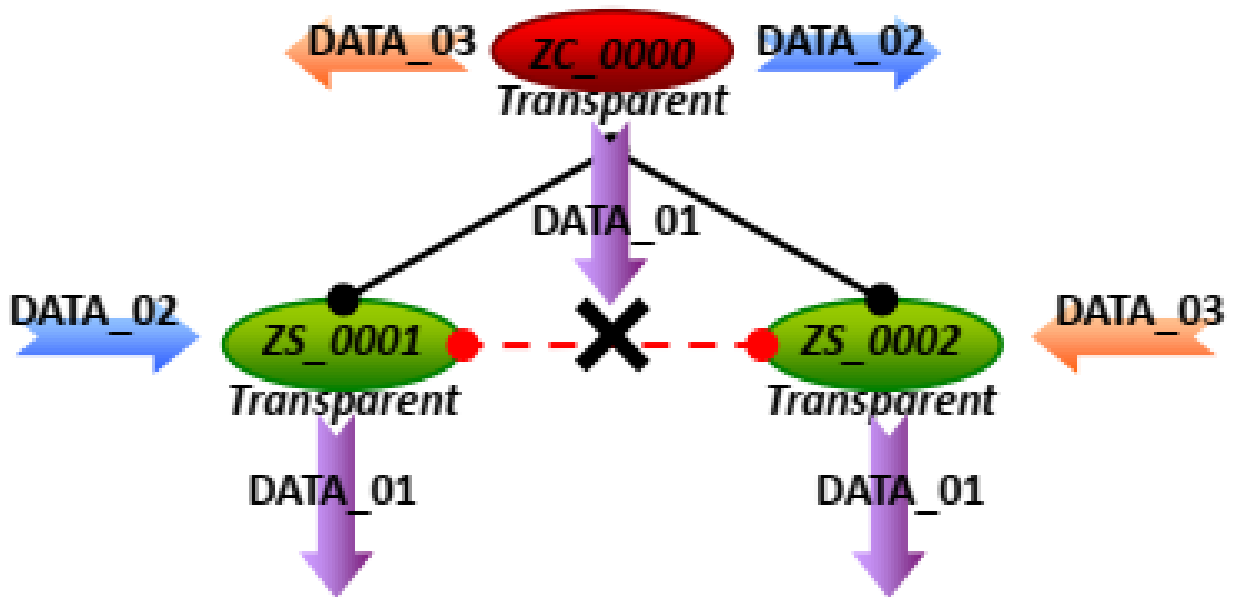 DATA_03
ZC_0000
DATA_02
Transparent
DATA_01
DATA_02
ZS_0001
ZS_0002
DATA_03
Transparent
Transparent
DATA_01
DATA_01